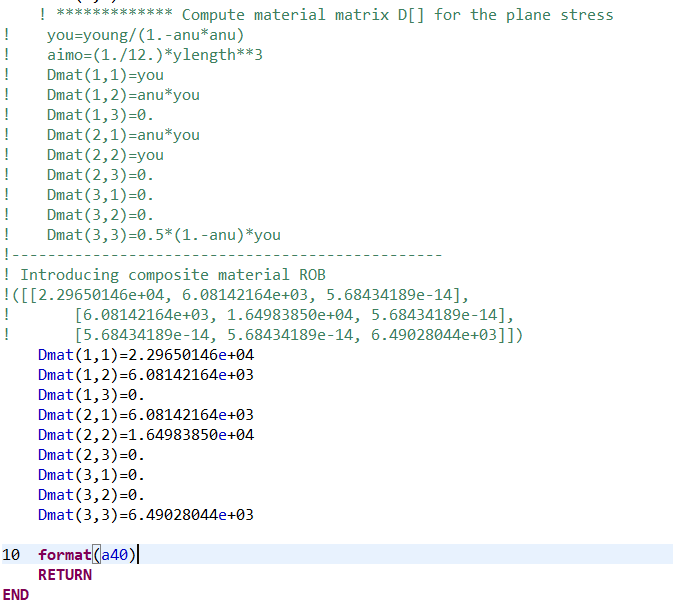 ! ************* Compute material matrix D[] for the plane stress
!    you=young/(1.-anu*anu)
!    aimo=(1./12.)*ylength**3
!    Dmat(1,1)=you
!    Dmat(1,2)=anu*you
!    Dmat(1,3)=0.
!    Dmat(2,1)=anu*you
!    Dmat(2,2)=you
!    Dmat(2,3)=0.
!    Dmat(3,1)=0.
!    Dmat(3,2)=0.
!    Dmat(3,3)=0.5*(1.-anu)*you
!------------------------------------------------
! Introducing composite material ROB
!([[2.29650146e+04, 6.08142164e+03, 5.68434189e-14],
!       [6.08142164e+03, 1.64983850e+04, 5.68434189e-14],
!       [5.68434189e-14, 5.68434189e-14, 6.49028044e+03]])
    Dmat(1,1)=2.29650146e+04
    Dmat(1,2)=6.08142164e+03
    Dmat(1,3)=0.
    Dmat(2,1)=6.08142164e+03
    Dmat(2,2)=1.64983850e+04
    Dmat(2,3)=0.
    Dmat(3,1)=0.
    Dmat(3,2)=0.
    Dmat(3,3)=6.49028044e+03
10  format(a40)
    RETURN
END